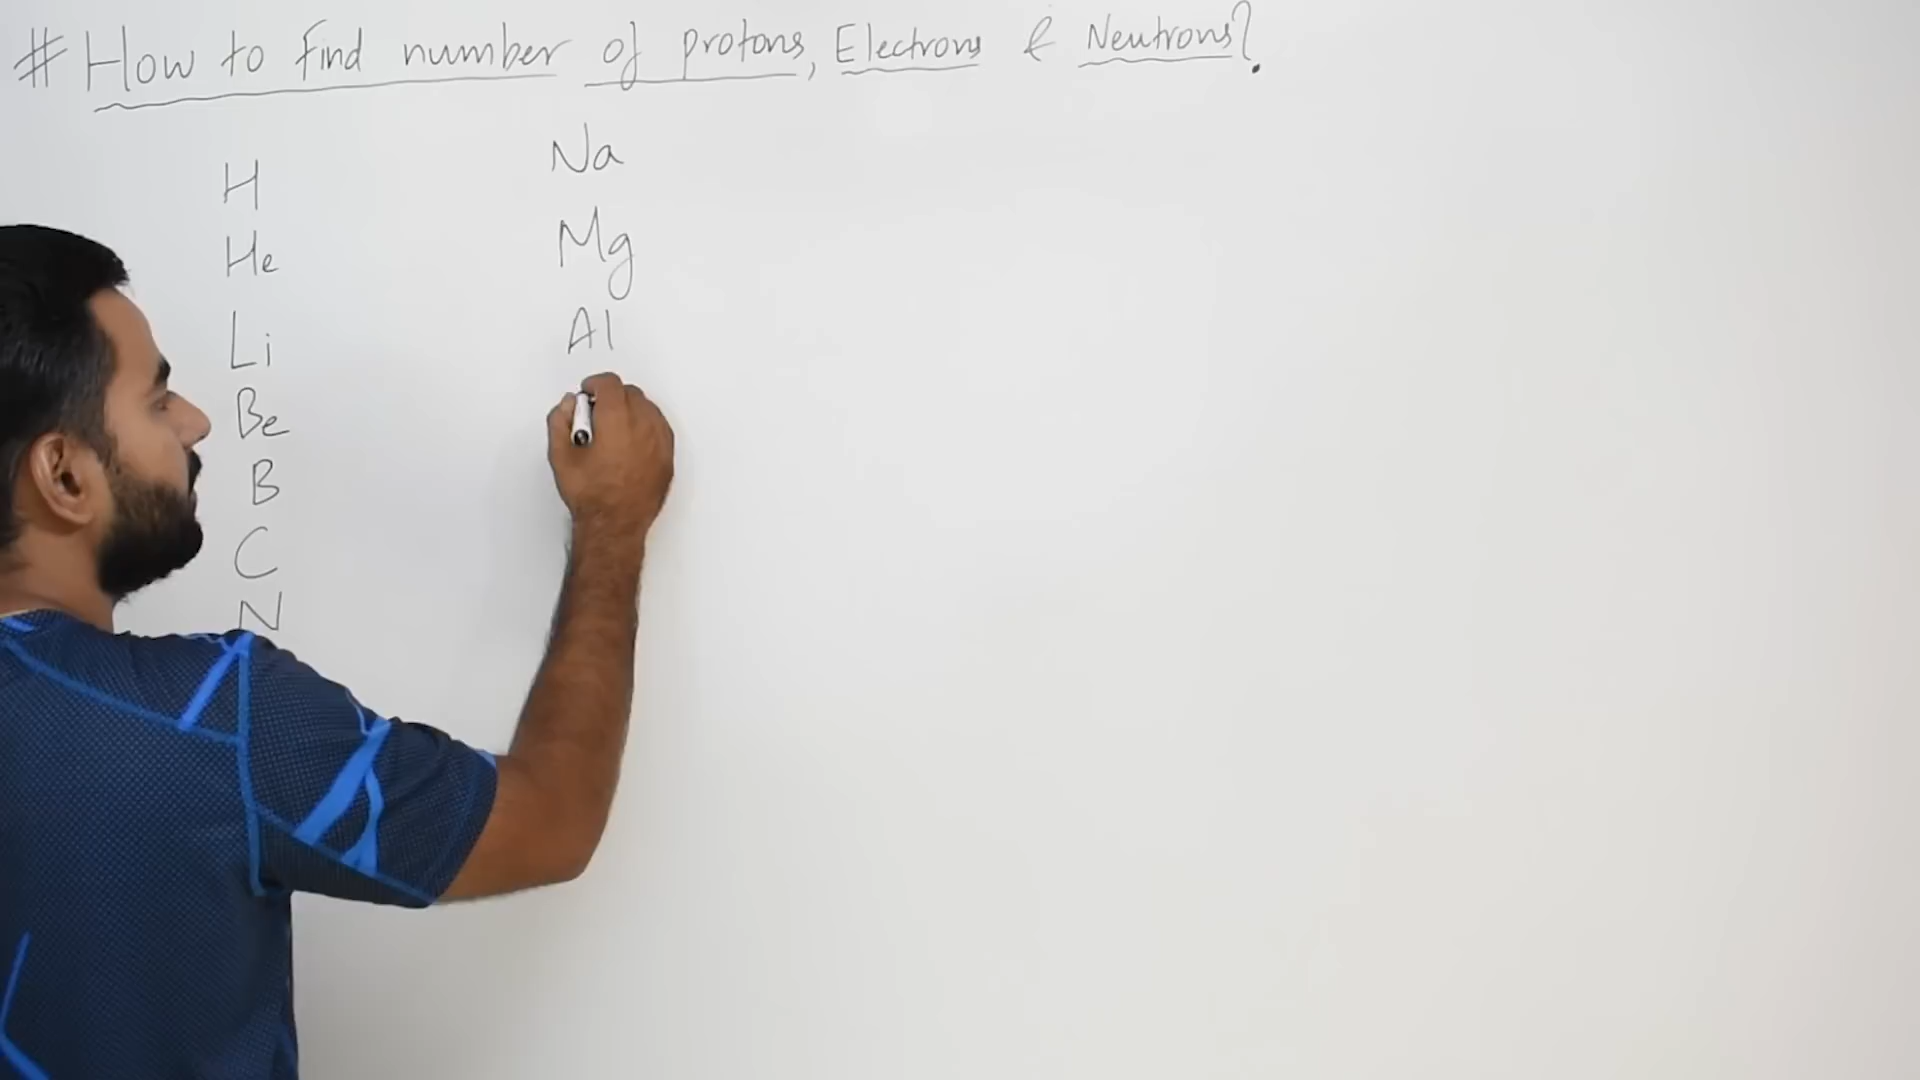 # How to find number of protons, Electrons & Neutrons?
H
He
Li
Be
B
C
N
Na
Mg
Al